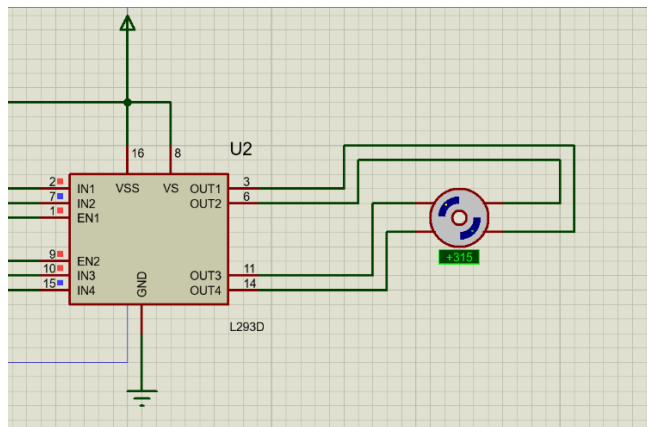 U2
16
8
2
IN1
VSS
VS
OUT1
3
7
IN2
OUT2
6
1
EN1
9
EN2
10
IN3
OUT3
11
15
IN4
GND
OUT4
14
+315
L293D